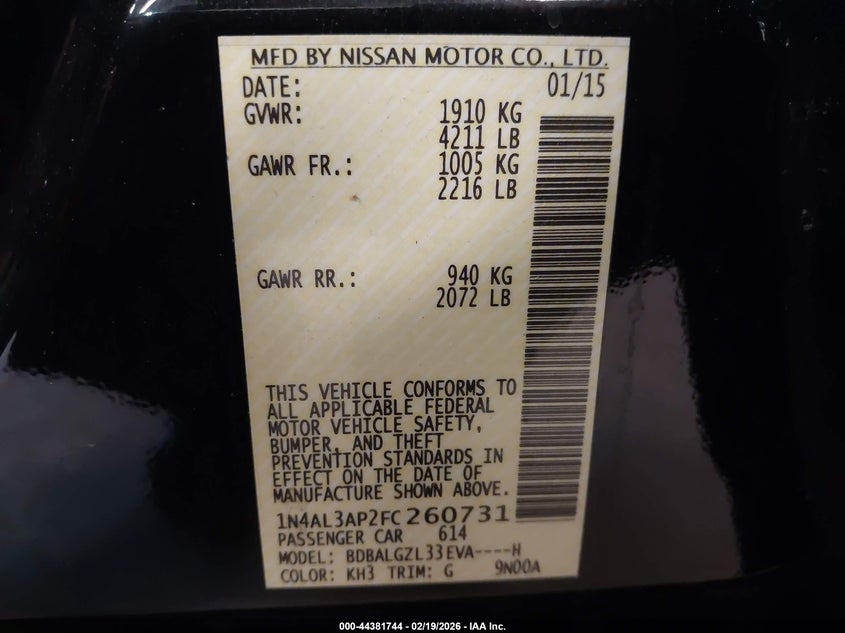 MFD BY NISSAN MOTOR CO., LTD.
DATE: 01/15
GVWR: 1910 KG
4211 LB
GAWR FR.: 1005 KG
2216 LB
GAWR RR.: 940 KG
2072 LB
THIS VEHICLE CONFORMS TO
ALL APPLICABLE FEDERAL
MOTOR VEHICLE SAFETY,
BUMPER, AND THEFT
PREVENTION STANDARDS IN
EFFECT ON THE DATE OF
MANUFACTURE SHOWN ABOVE.
1N4AL3AP2FC260731
PASSENGER CAR 614
MODEL: BDBALGZL33EVA----H
COLOR: KH3 TRIM: G 9N00A
000-44381744 - 02/19/2026 - IAA Inc.